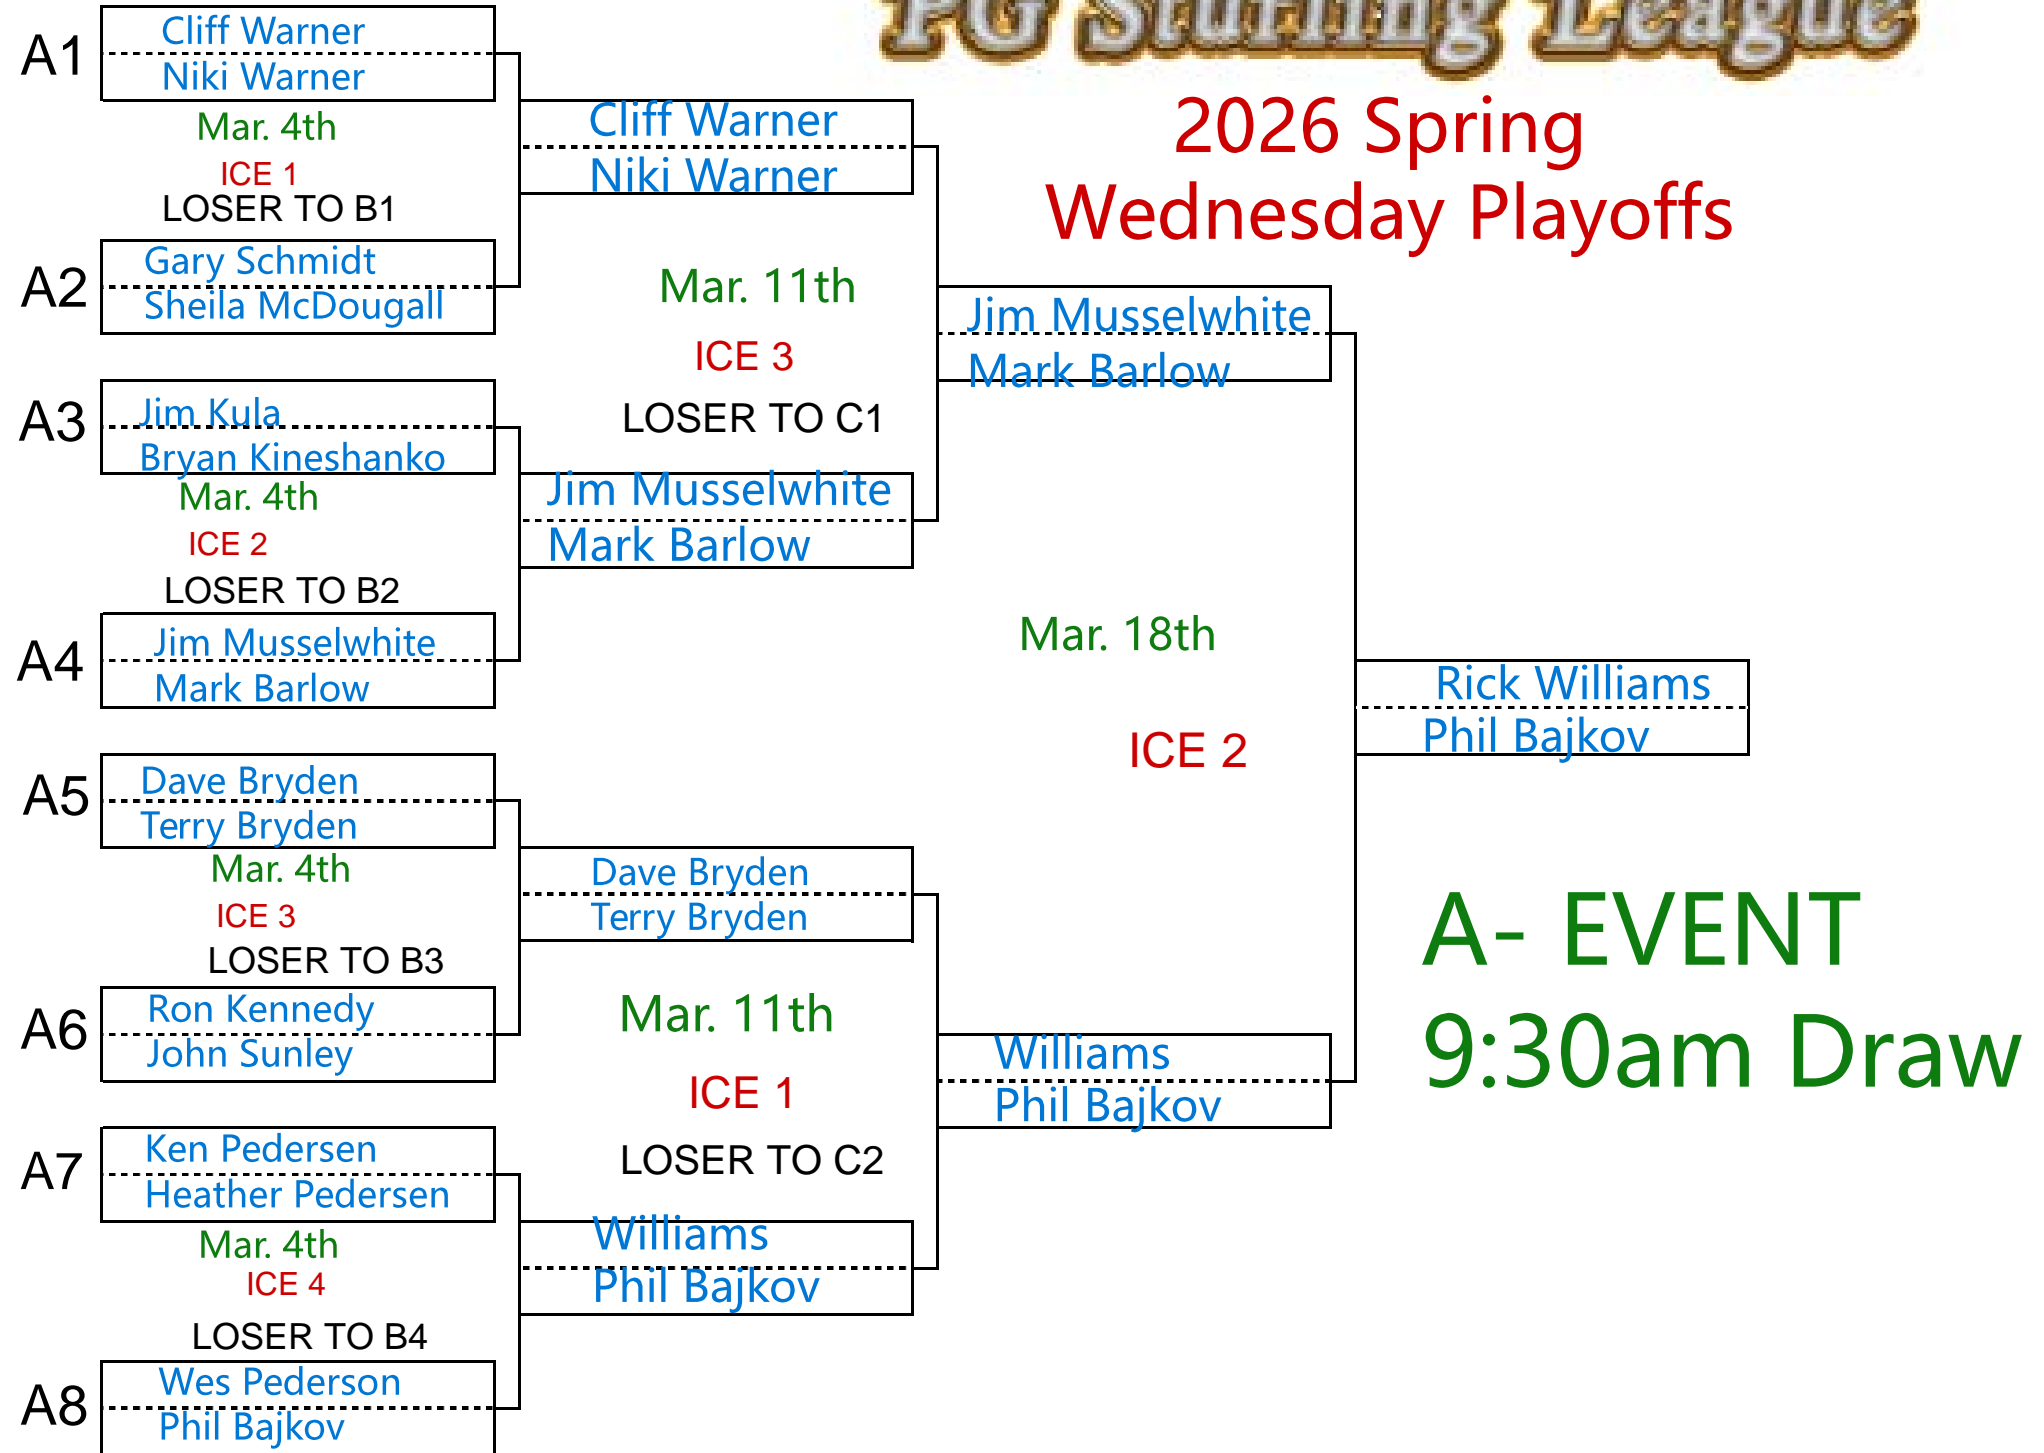 PG Sturling League
2026 Spring
Wednesday Playoffs
A1
Cliff Warner
Niki Warner
Mar. 4th
ICE 1
LOSER TO B1
A2
Gary Schmidt
Sheila McDougall
A3
Jim Kula
Bryan Kineshanko
Mar. 4th
ICE 2
LOSER TO B2
A4
Jim Musselwhite
Mark Barlow
A5
Dave Bryden
Terry Bryden
Mar. 4th
ICE 3
LOSER TO B3
A6
Ron Kennedy
John Sunley
A7
Ken Pedersen
Heather Pedersen
Mar. 4th
ICE 4
LOSER TO B4
A8
Wes Pederson
Phil Bajkov
Cliff Warner
Niki Warner
Mar. 11th
ICE 3
LOSER TO C1
Jim Musselwhite
Mark Barlow
Dave Bryden
Terry Bryden
Mar. 11th
ICE 1
LOSER TO C2
Williams
Phil Bajkov
Jim Musselwhite
Mark Barlow
Mar. 18th
ICE 2
Williams
Phil Bajkov
Rick Williams
Phil Bajkov
A- EVENT
9:30am Draw